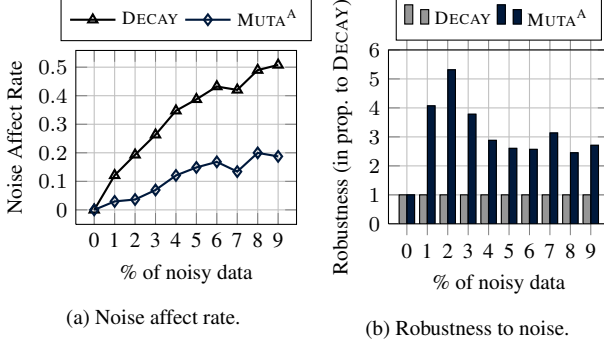 DECAY MUTA^A
Noise Affect Rate
0.5
0.4
0.3
0.2
0.1
0
0 1 2 3 4 5 6 7 8 9
% of noisy data
(a) Noise affect rate.
DECAY MUTA^A
Robustness (in prop. to DECAY)
6
5
4
3
2
1
0
0 1 2 3 4 5 6 7 8 9
% of noisy data
(b) Robustness to noise.